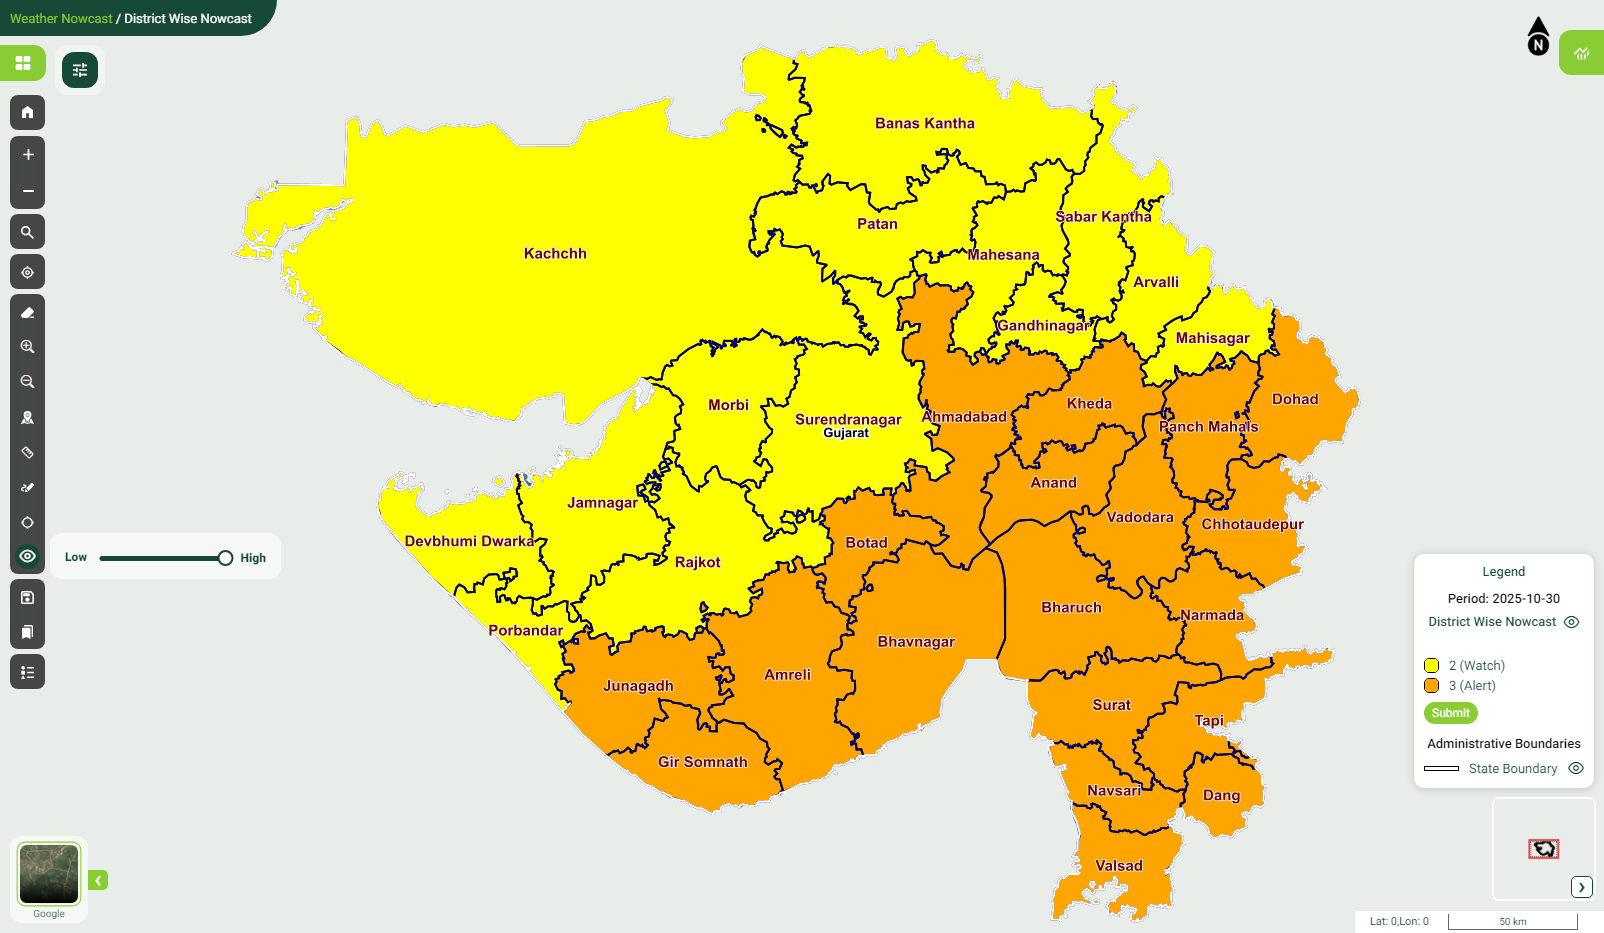 Weather Nowcast / District Wise Nowcast
N
Banas Kantha
Patan
Sabar Kantha
Kachchh
Mahesana
Arvalli
Gandhinagar
Mahisagar
Morbi
Surendranagar
Gujarat
Ahmadabad
Kheda
Dohad
Panch Mahals
Jamnagar
Anand
Vadodara
Chhotaudepur
Devbhumi Dwarka
Botad
Low
High
Rajkot
Bharuch
Narmada
Porbandar
Bhavnagar
Junagadh
Amreli
Surat
Tapi
Gir Somnath
Navsari
Dang
Valsad
Legend
Period: 2025-10-30
District Wise Nowcast
2 (Watch)
3 (Alert)
Submit
Administrative Boundaries
State Boundary
Google
Lat: 0,Lon: 0
50 km